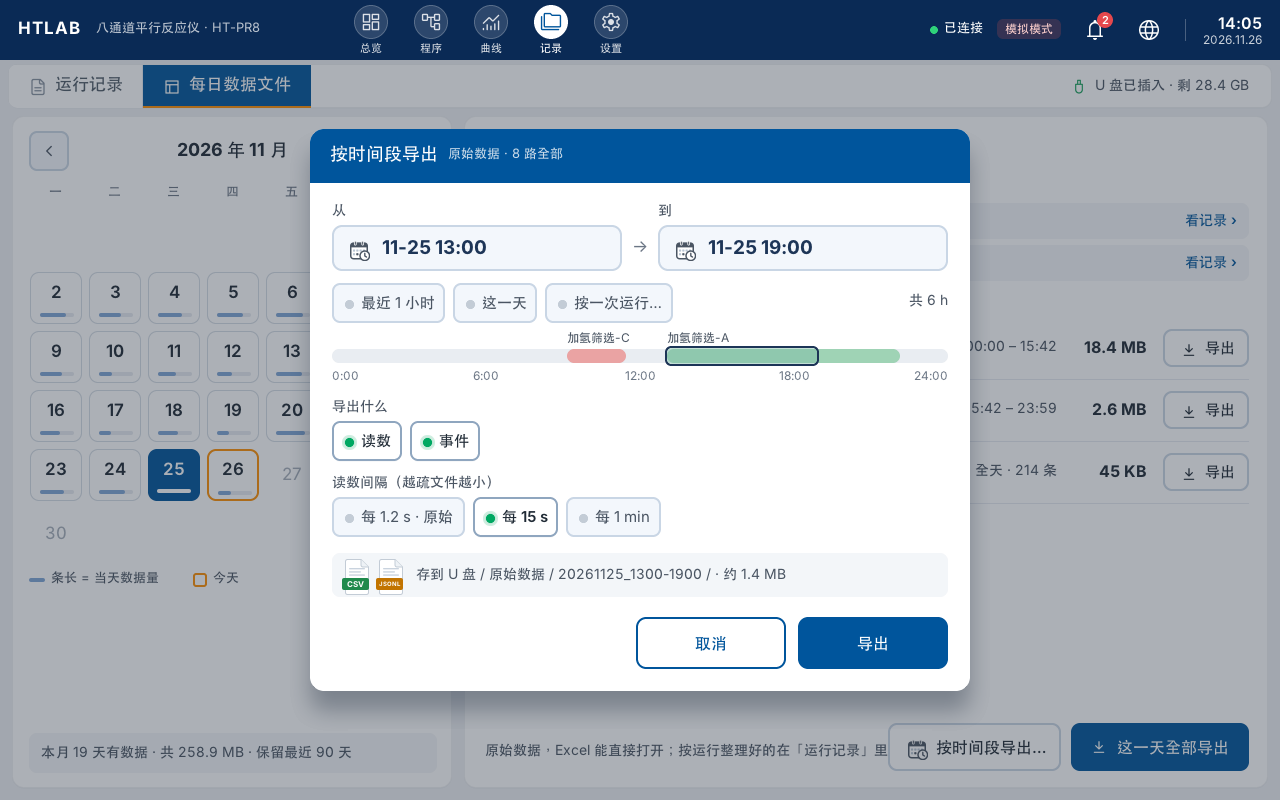 HTLAB 八通道平行反应仪 · HT-PR8
总览 程序 曲线 记录 设置
已连接 模拟模式 2 14:05
2026.11.26
运行记录 每日数据文件 U 盘已插入 · 剩 28.4 GB
2026 年 11 月
一 二 三 四 五
2 3 4 5 6
9 10 11 12 13
16 17 18 19 20
23 24 25 26 27
30
条长 = 当天数据量 今天
本月 19 天有数据 · 共 258.9 MB · 保留最近 90 天
按时间段导出 原始数据 · 8 路全部
从 到
11-25 13:00 → 11-25 19:00
最近 1 小时 这一天 按一次运行... 共 6 h
加氢筛选-C 加氢筛选-A
0:00 6:00 12:00 18:00 24:00
导出什么
读数 事件
读数间隔（越疏文件越小）
每 1.2 s · 原始 每 15 s 每 1 min
CSV JSONL 存到 U 盘 / 原始数据 / 20261125_1300-1900 / · 约 1.4 MB
取消 导出
看记录 ›
看记录 ›
00:00 – 15:42 18.4 MB 导出
5:42 – 23:59 2.6 MB 导出
全天 · 214 条 45 KB 导出
原始数据，Excel 能直接打开；按运行整理好的在「运行记录」里
按时间段导出... 这一天全部导出